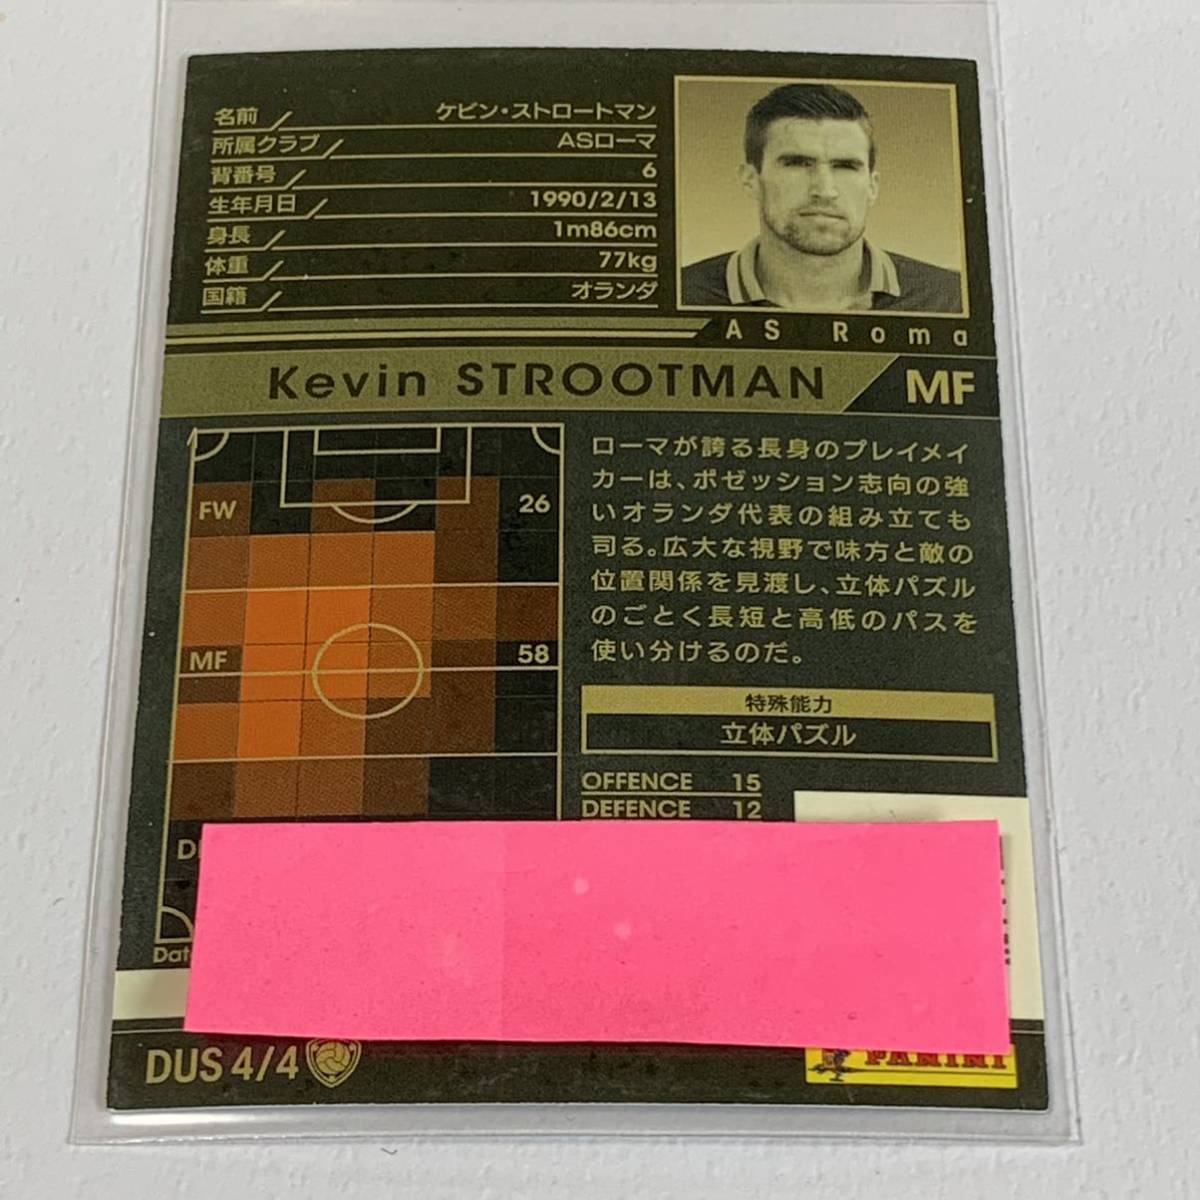 名前 ケビン・ストロートマン
所属クラブ ASローマ
背番号 6
生年月日 1990/2/13
身長 1m86cm
体重 77kg
国籍 オランダ
AS Roma
Kevin STROOTMAN MF
FW 26
MF 58
ローマが誇る長身のプレイメイ
カーは、ポゼッション志向の強
いオランダ代表の組み立ても
司る。広大な視野で味方と敵の
位置関係を見渡し、立体パズル
のごとく長短と高低のパスを
使い分けるのだ。
特殊能力
立体パズル
OFFENCE 15
DEFENCE 12
DUS 4/4
PANINI